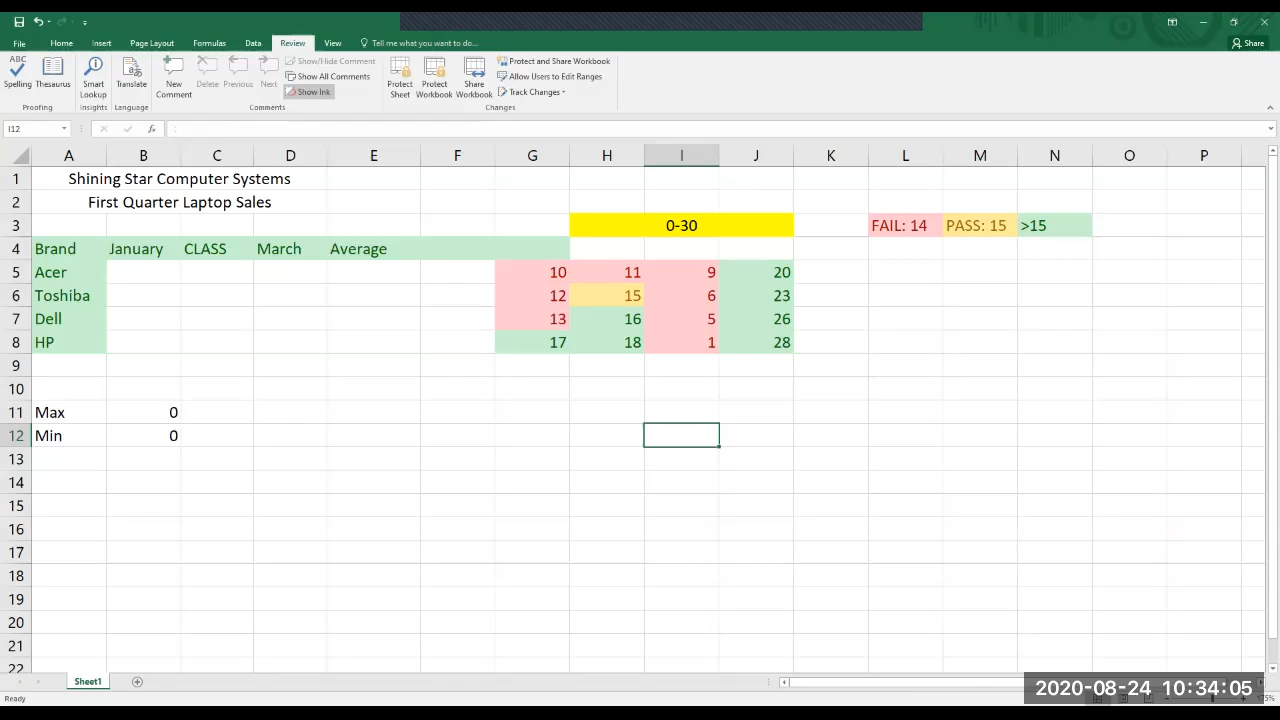 File Home Insert Page Layout Formulas Data Review View Tell me what you want to do... Share
ABC
Spelling Thesaurus Smart Lookup Translate New Comment Delete Previous Next
Show/Hide Comment
Show All Comments
Show Ink
Protect Sheet Protect Workbook Share Workbook
Protect and Share Workbook
Allow Users to Edit Ranges
Track Changes
Proofing Insights Language Comments Changes
I12 fx
A B C D E F G H I J K L M N O P
1 Shining Star Computer Systems
2 First Quarter Laptop Sales
3 0-30 FAIL: 14 PASS: 15 >15
4 Brand January CLASS March Average
5 Acer 10 11 9 20
6 Toshiba 12 15 6 23
7 Dell 13 16 5 26
8 HP 17 18 1 28
9
10
11 Max 0
12 Min 0
13
14
15
16
17
18
19
20
21
22
Sheet1
Ready
2020-08-24 10:34:05